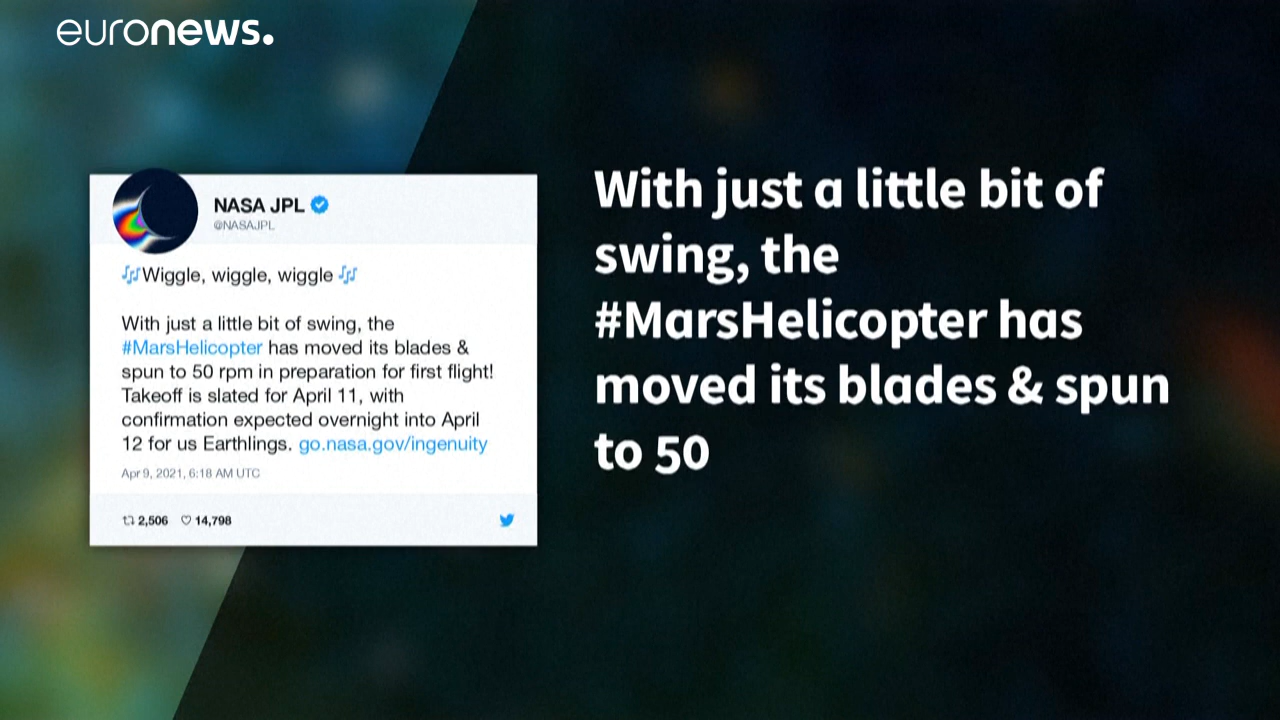 euronews.
NASA JPL
@NASAJPL
🎶Wiggle, wiggle, wiggle 🎶
With just a little bit of swing, the
#MarsHelicopter has moved its blades &
spun to 50 rpm in preparation for first flight!
Takeoff is slated for April 11, with
confirmation expected overnight into April
12 for us Earthlings. go.nasa.gov/ingenuity
Apr 9, 2021, 6:18 AM UTC
2,506 14,798
With just a little bit of
swing, the
#MarsHelicopter has
moved its blades & spun
to 50